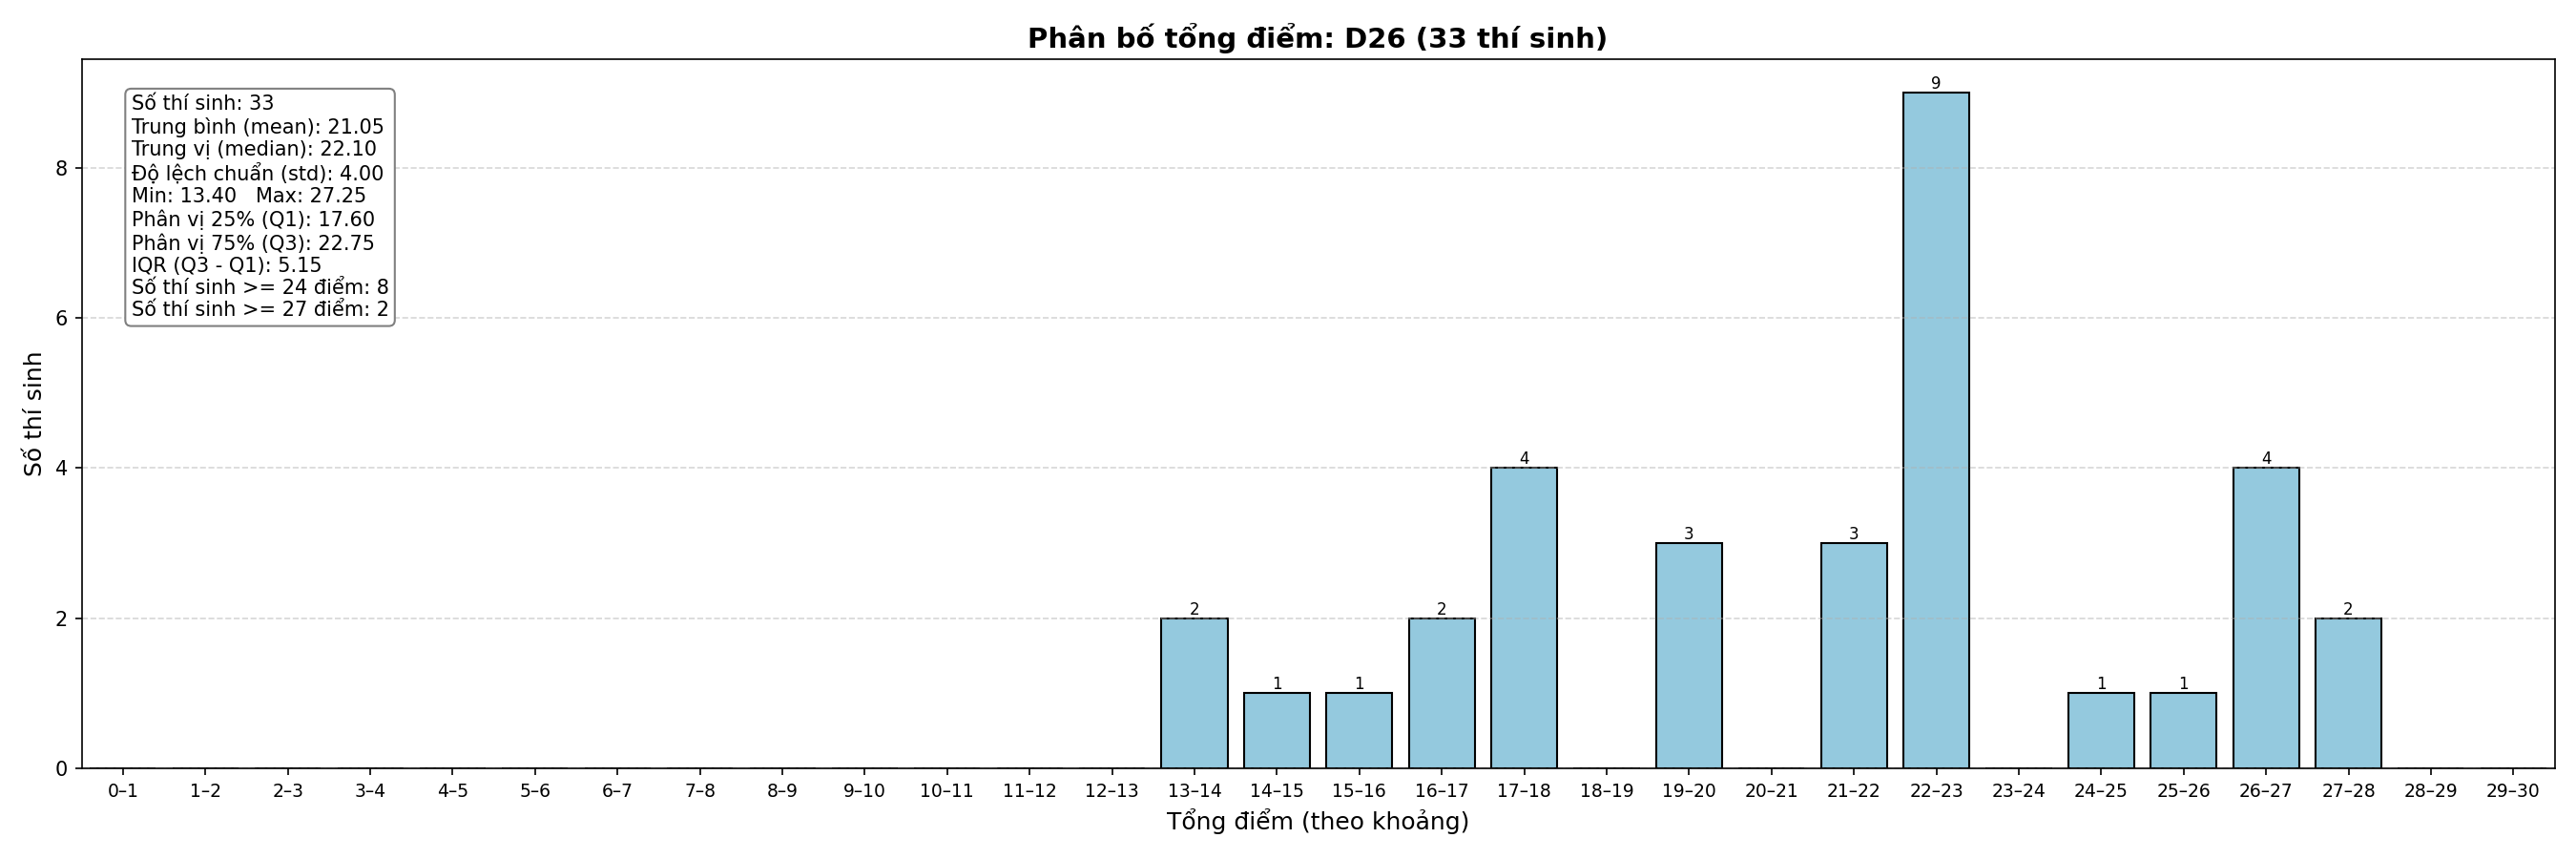 Phân bố tổng điểm: D26 (33 thí sinh)
Số thí sinh: 33
Trung bình (mean): 21.05
Trung vị (median): 22.10
Độ lệch chuẩn (std): 4.00
Min: 13.40   Max: 27.25
Phân vị 25% (Q1): 17.60
Phân vị 75% (Q3): 22.75
IQR (Q3 - Q1): 5.15
Số thí sinh >= 24 điểm: 8
Số thí sinh >= 27 điểm: 2
Số thí sinh
8
6
4
2
0
2
1
1
2
4
3
3
9
1
1
4
2
0–1 1–2 2–3 3–4 4–5 5–6 6–7 7–8 8–9 9–10 10–11 11–12 12–13 13–14 14–15 15–16 16–17 17–18 18–19 19–20 20–21 21–22 22–23 23–24 24–25 25–26 26–27 27–28 28–29 29–30
Tổng điểm (theo khoảng)